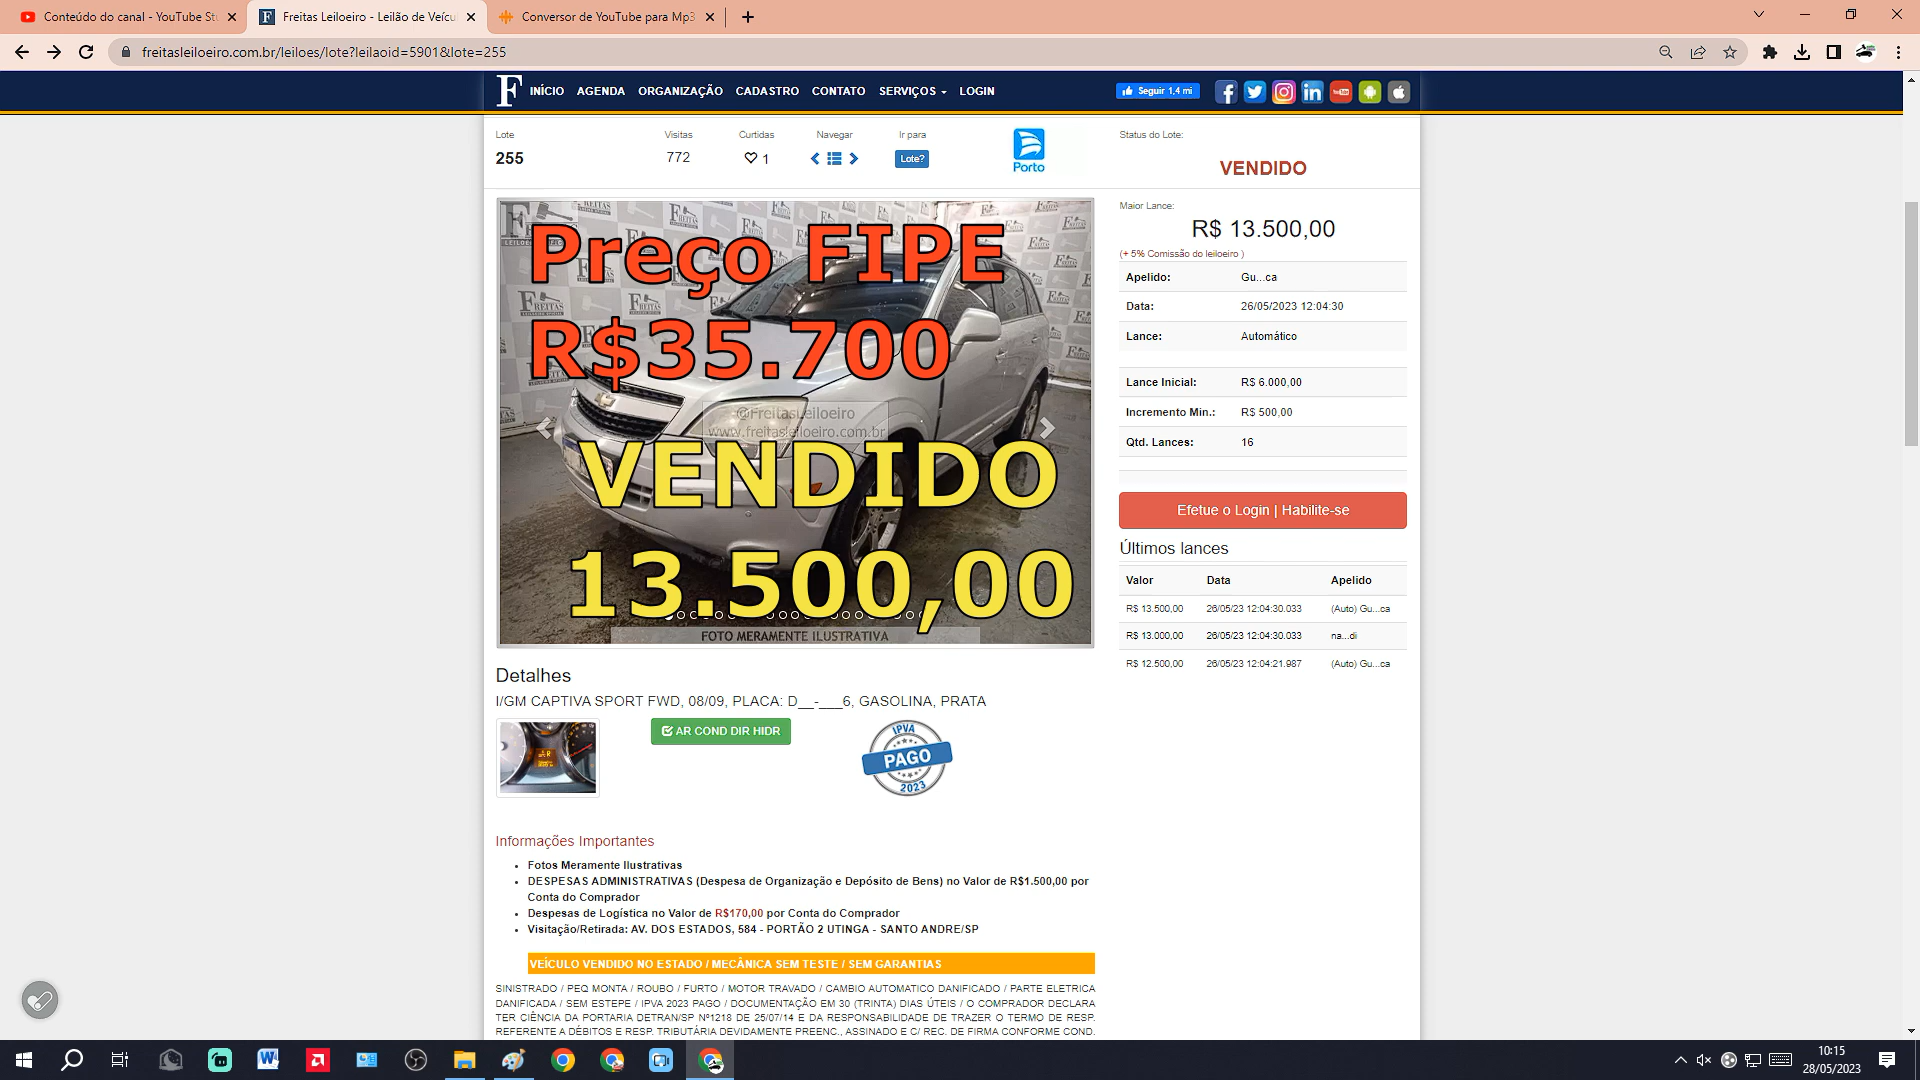 Conteúdo do canal - YouTube St
Freitas Leiloeiro - Leilão de Veícu
Conversor de YouTube para Mp3
freitasleiloeiro.com.br/leiloes/lote?leilaoid=5901&lote=255
F INÍCIO AGENDA ORGANIZAÇÃO CADASTRO CONTATO SERVIÇOS LOGIN
Seguir 1,4 mi
Lote
255
Visitas
772
Curtidas
1
Navegar
Ir para
Lote?
Porto
Status do Lote:
VENDIDO
Preço FIPE
R$35.700
@FreitasLeiloeiro
www.freitasleiloeiro.com.br
VENDIDO
13.500,00
FOTO MERAMENTE ILUSTRATIVA
Maior Lance:
R$ 13.500,00
(+ 5% Comissão do leiloeiro )
Apelido: Gu...ca
Data: 26/05/2023 12:04:30
Lance: Automático
Lance Inicial: R$ 6.000,00
Incremento Min.: R$ 500,00
Qtd. Lances: 16
Efetue o Login | Habilite-se
Últimos lances
Valor Data Apelido
R$ 13.500,00 26/05/23 12:04:30.033 (Auto) Gu...ca
R$ 13.000,00 26/05/23 12:04:30.033 na...di
R$ 12.500,00 26/05/23 12:04:21.987 (Auto) Gu...ca
Detalhes
I/GM CAPTIVA SPORT FWD, 08/09, PLACA: D__-___6, GASOLINA, PRATA
AR COND DIR HIDR
IPVA
PAGO
2023
Informações Importantes
Fotos Meramente Ilustrativas
DESPESAS ADMINISTRATIVAS (Despesa de Organização e Depósito de Bens) no Valor de R$1.500,00 por
Conta do Comprador
Despesas de Logística no Valor de R$170,00 por Conta do Comprador
Visitação/Retirada: AV. DOS ESTADOS, 584 - PORTÃO 2 UTINGA - SANTO ANDRE/SP
VEÍCULO VENDIDO NO ESTADO / MECÂNICA SEM TESTE / SEM GARANTIAS
SINISTRADO / PEQ MONTA / ROUBO / FURTO / MOTOR TRAVADO / CAMBIO AUTOMATICO DANIFICADO / PARTE ELETRICA
DANIFICADA / SEM ESTEPE / IPVA 2023 PAGO / DOCUMENTAÇÃO EM 30 (TRINTA) DIAS ÚTEIS / O COMPRADOR DECLARA
TER CIÊNCIA DA PORTARIA DETRAN/SP Nº1218 DE 25/07/14 E DA RESPONSABILIDADE DE TRAZER O TERMO DE RESP.
REFERENTE A DÉBITOS E RESP. TRIBUTÁRIA DEVIDAMENTE PREENC., ASSINADO E C/ REC. DE FIRMA CONFORME COND.
10:15
28/05/2023